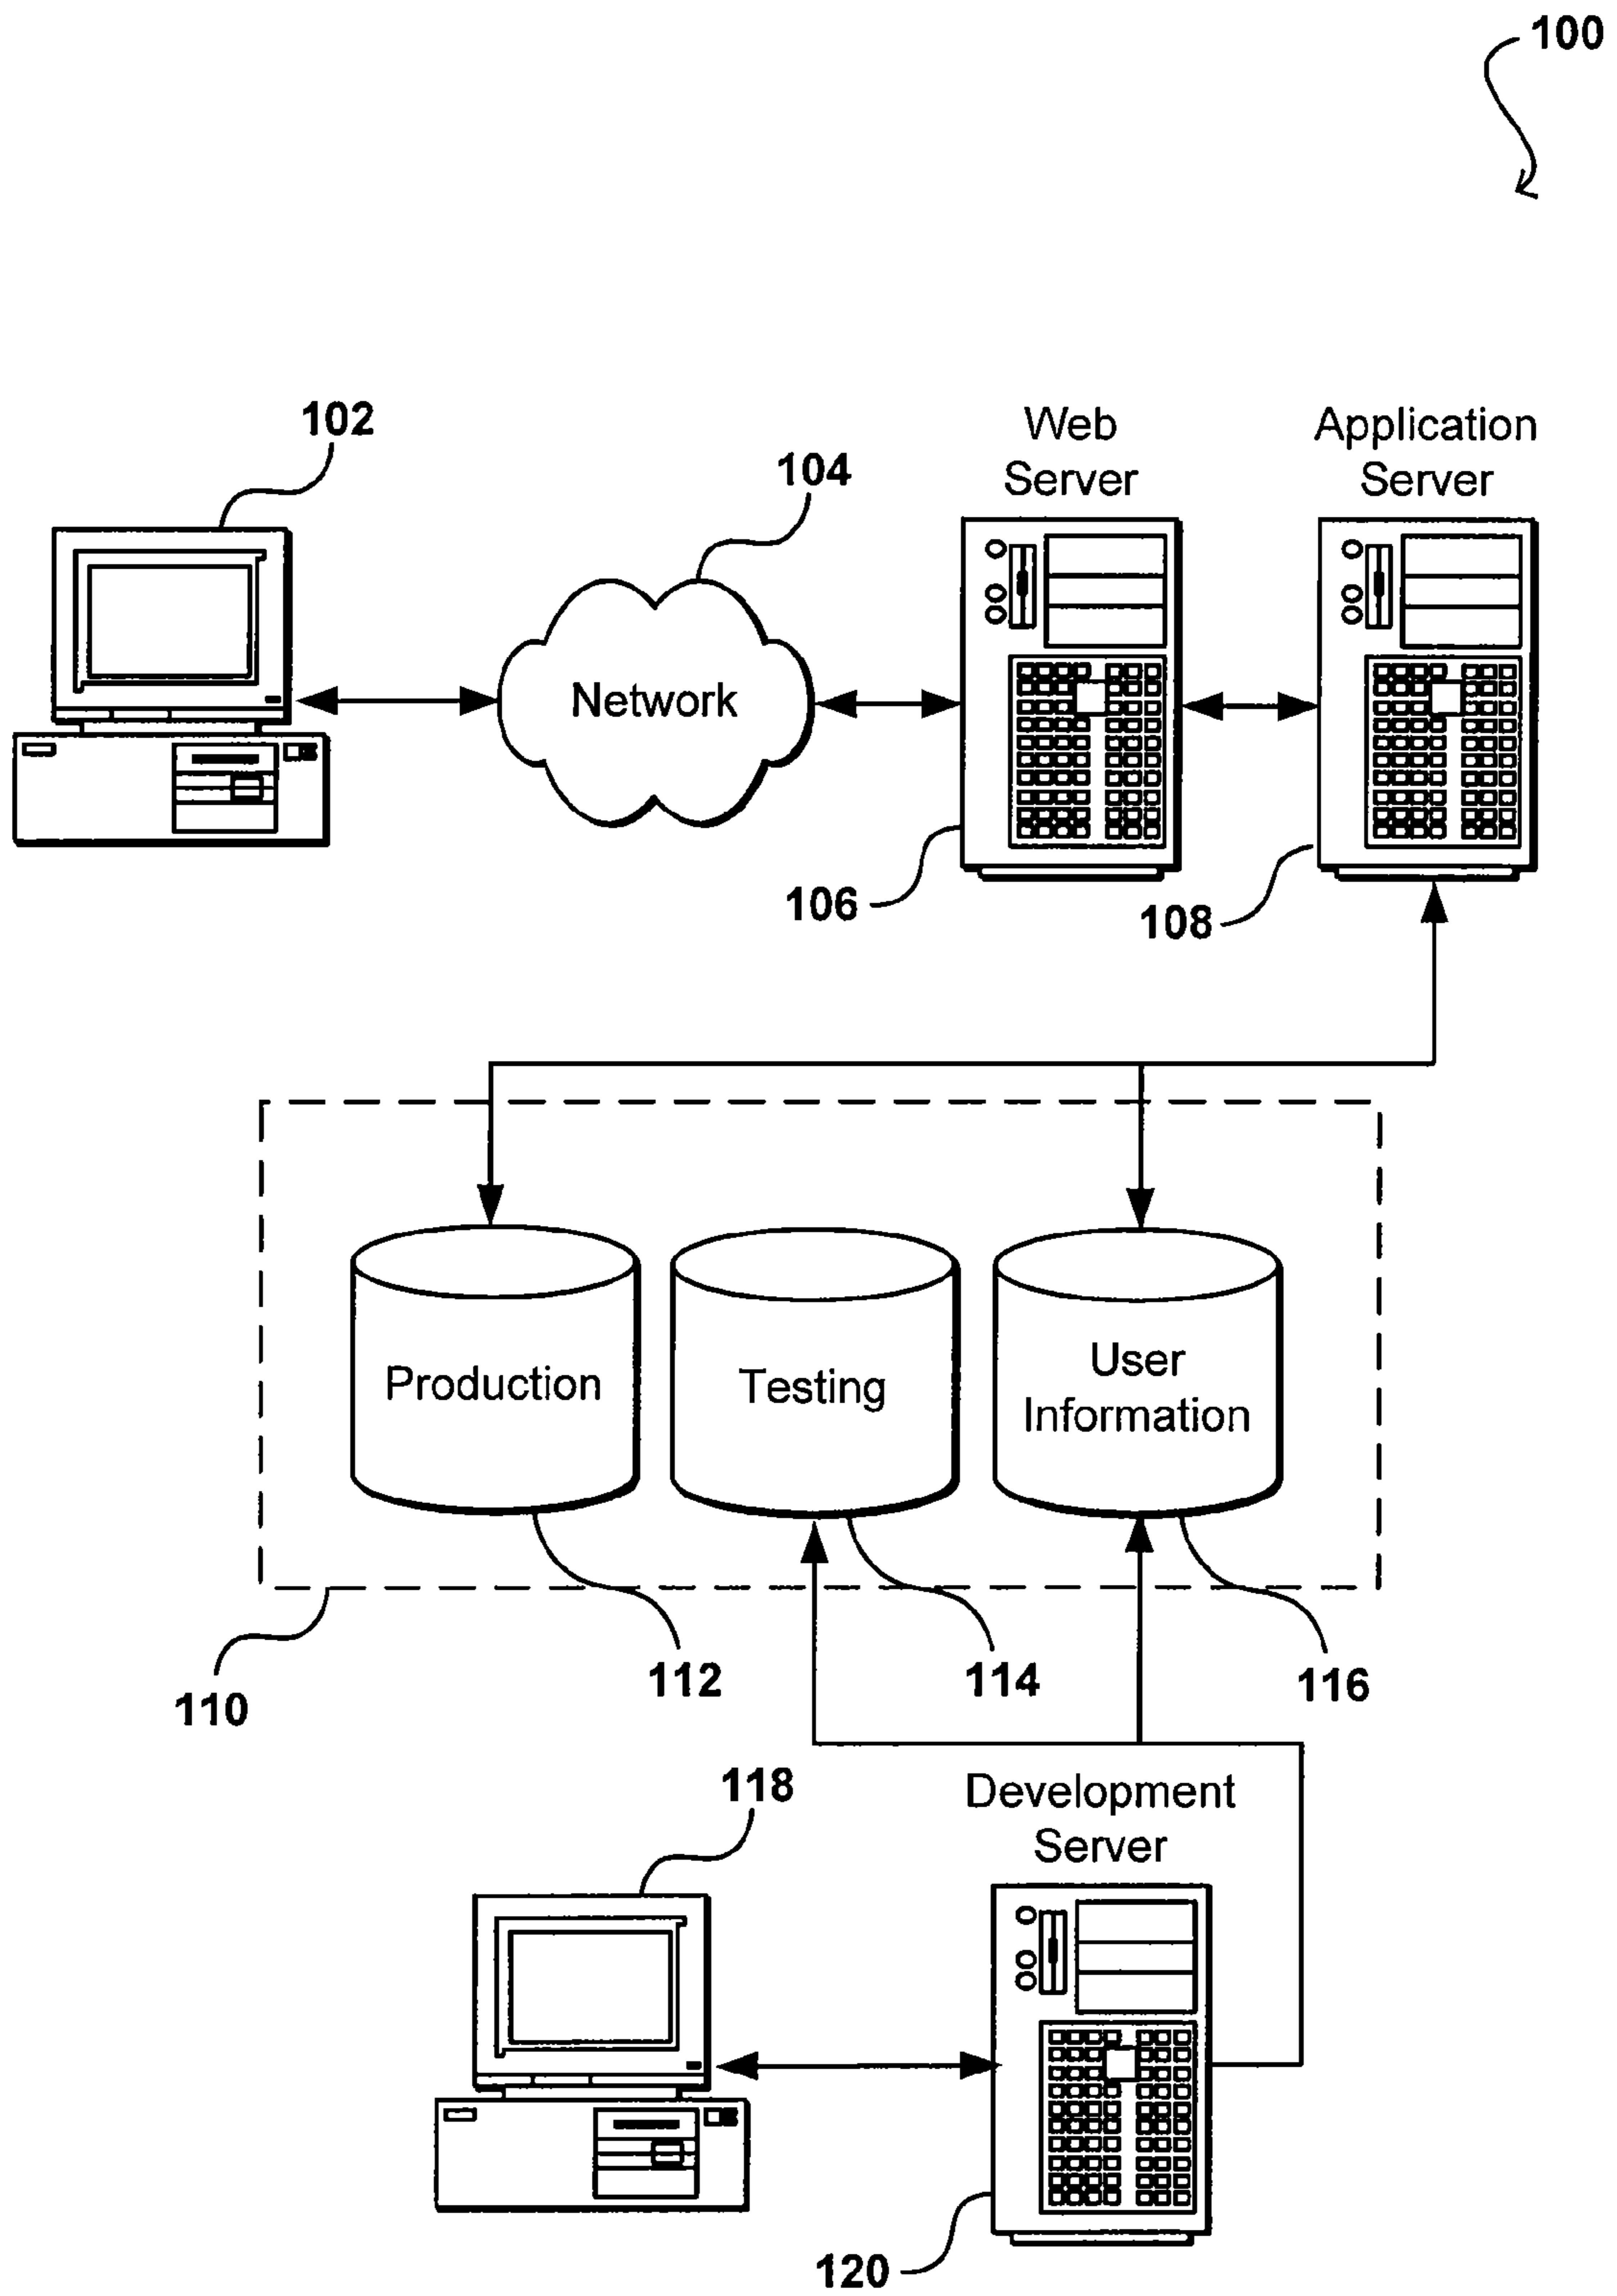 100
102
104
Web
Server
Application
Server
Network
106
108
Production
Testing
User
Information
112
114
116
110
118
Development
Server
120